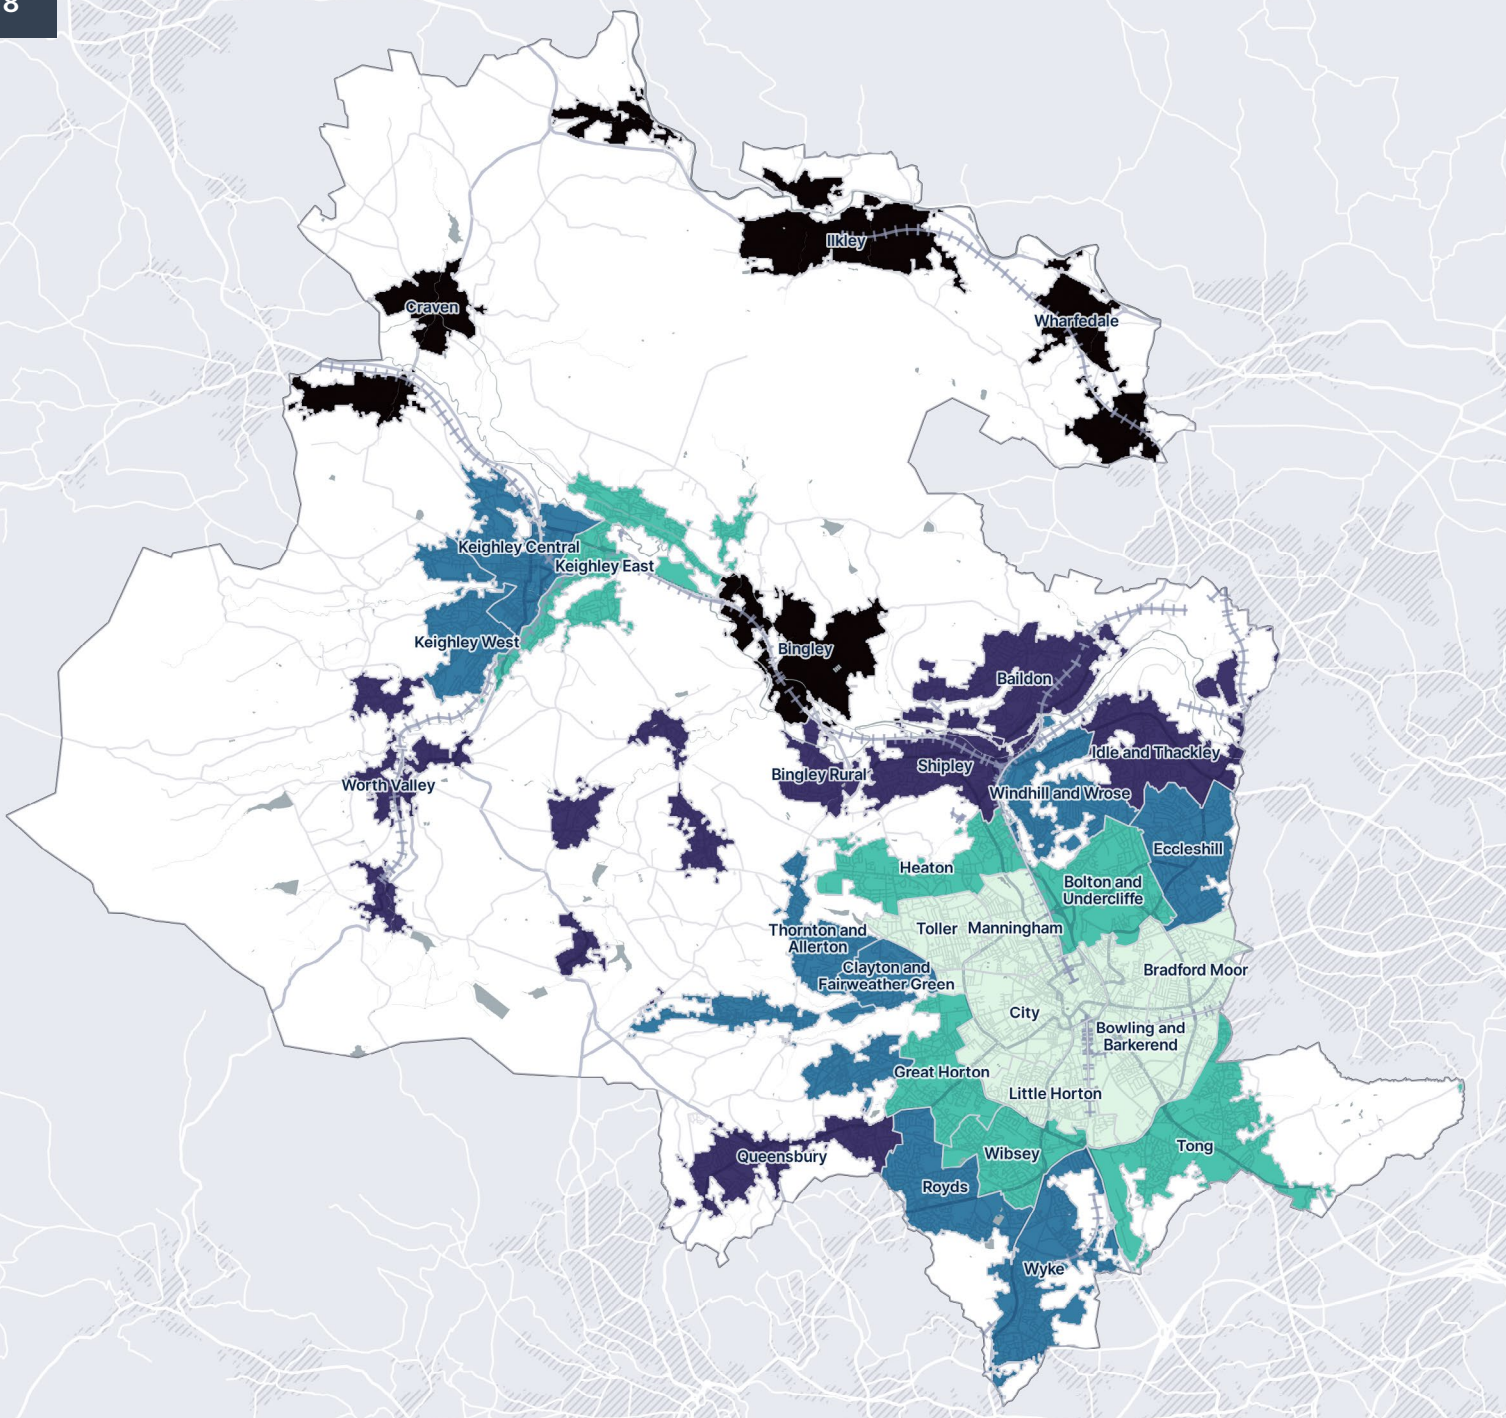 8
Ilkley
Craven
Wharfedale
Keighley Central
Keighley East
Keighley West
Bingley
Baildon
Idle and Thackley
Shipley
Bingley Rural
Worth Valley
Windhill and Wrose
Eccleshill
Heaton
Bolton and
Undercliffe
Toller
Manningham
Thornton and
Allerton
Clayton and
Fairweather Green
Bradford Moor
City
Bowling and
Barkerend
Great Horton
Little Horton
Wibsey
Tong
Queensbury
Royds
Wyke